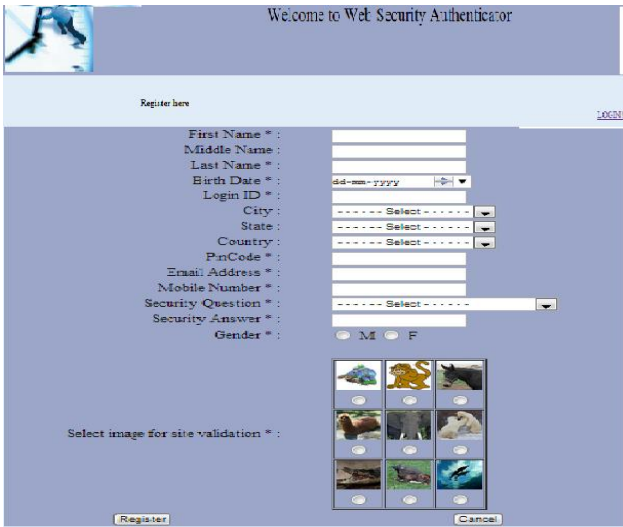 Welcome to Web Security Authenticator
Register here
LOGIN
First Name * :
Middle Name :
Last Name * :
Birth Date * : dd-mm-yyyy
Login ID * :
City : ------ Select ------
State : ------ Select ------
Country : ------ Select ------
PinCode * :
Email Address * :
Mobile Number * :
Security Question * : ------ Select ------
Security Answer * :
Gender * : M F
Select image for site validation * :
Register Cancel